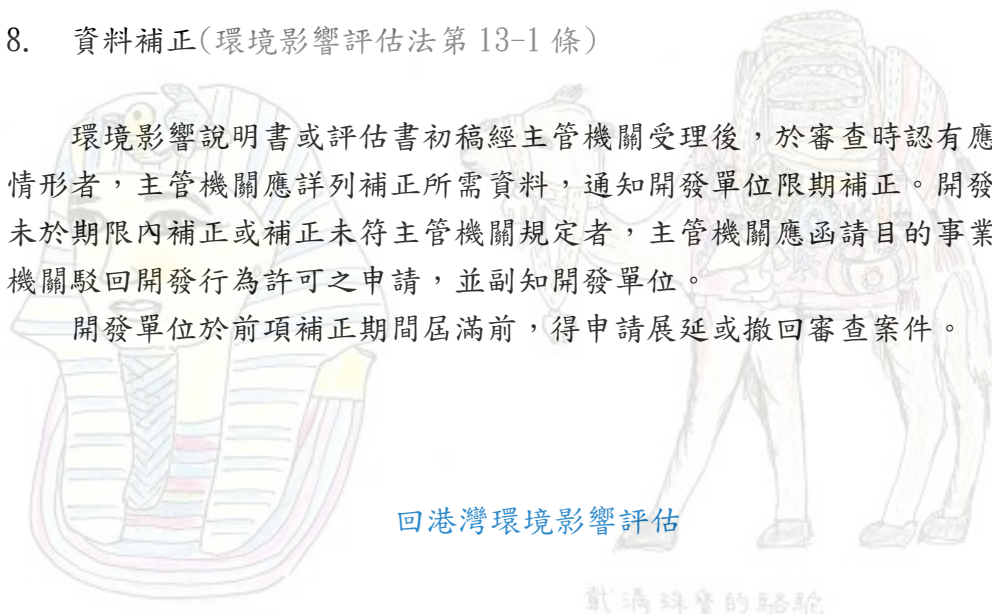 8. 資料補正(環境影響評估法第 13-1 條)
環境影響說明書或評估書初稿經主管機關受理後，於審查時認有應
情形者，主管機關應詳列補正所需資料，通知開發單位限期補正。開發
未於期限內補正或補正未符主管機關規定者，主管機關應函請目的事業
機關駁回開發行為許可之申請，並副知開發單位。
開發單位於前項補正期間屆滿前，得申請展延或撤回審查案件。
回港灣環境影響評估
載滿珠寶的駱駝